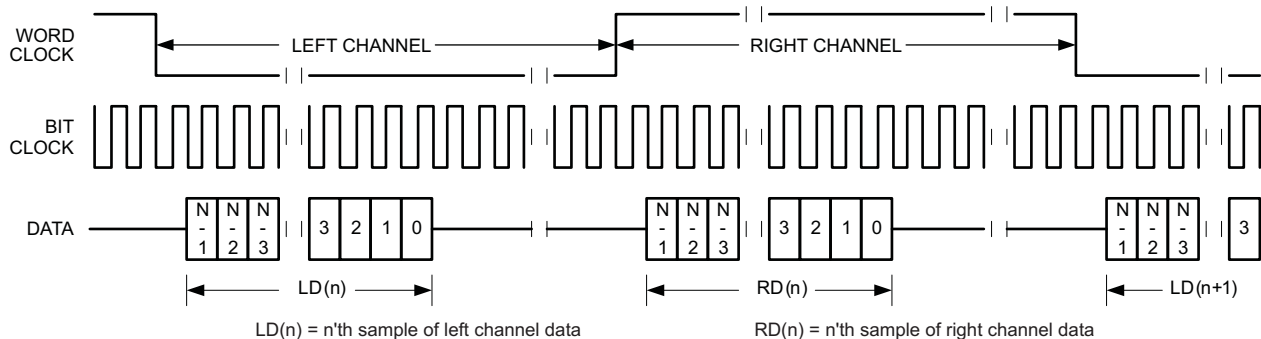 WORD
CLOCK
LEFT CHANNEL
RIGHT CHANNEL
BIT
CLOCK
DATA
N
-
1
N
-
2
N
-
3
3 2 1 0
N
-
1
N
-
2
N
-
3
3 2 1 0
N
-
1
N
-
2
N
-
3
3
LD(n)
RD(n)
LD(n+1)
LD(n) = n'th sample of left channel data
RD(n) = n'th sample of right channel data